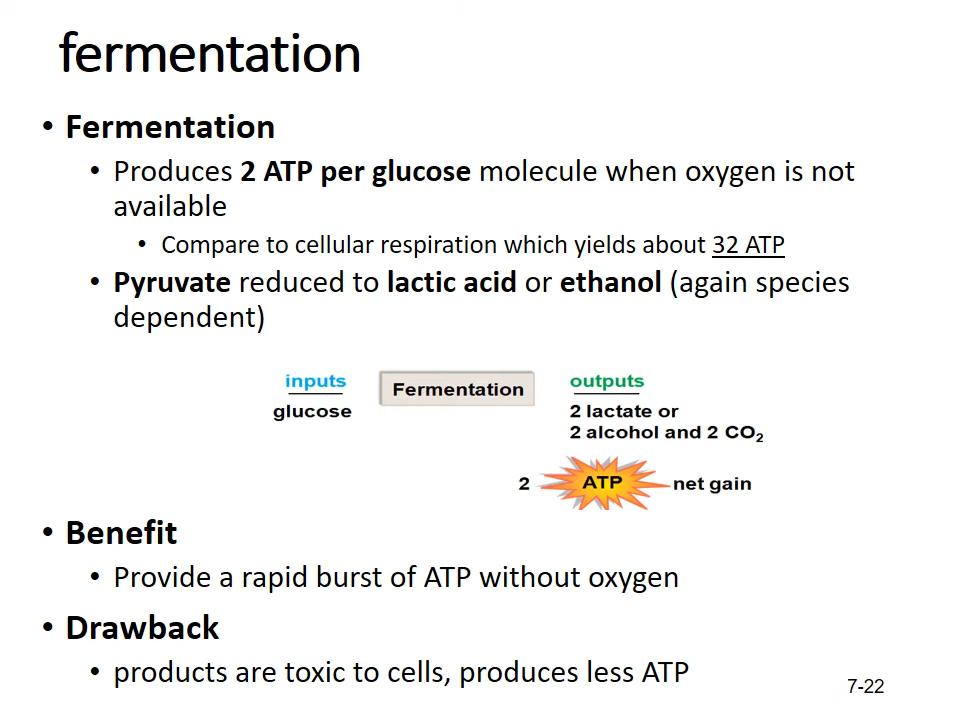 fermentation
• Fermentation
• Produces 2 ATP per glucose molecule when oxygen is not
available
• Compare to cellular respiration which yields about 32 ATP
• Pyruvate reduced to lactic acid or ethanol (again species
dependent)
inputs
glucose
Fermentation
outputs
2 lactate or
2 alcohol and 2 CO₂
2 ATP net gain
• Benefit
• Provide a rapid burst of ATP without oxygen
• Drawback
• products are toxic to cells, produces less ATP
7-22